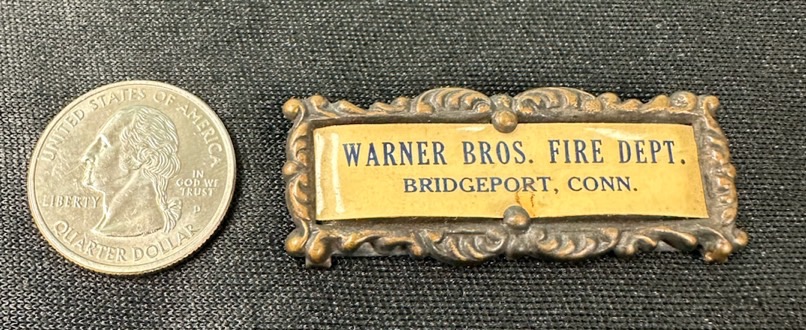 UNITED STATES OF AMERICA
LIBERTY
IN
GOD WE
TRUST
D
QUARTER DOLLAR
WARNER BROS. FIRE DEPT.
BRIDGEPORT, CONN.